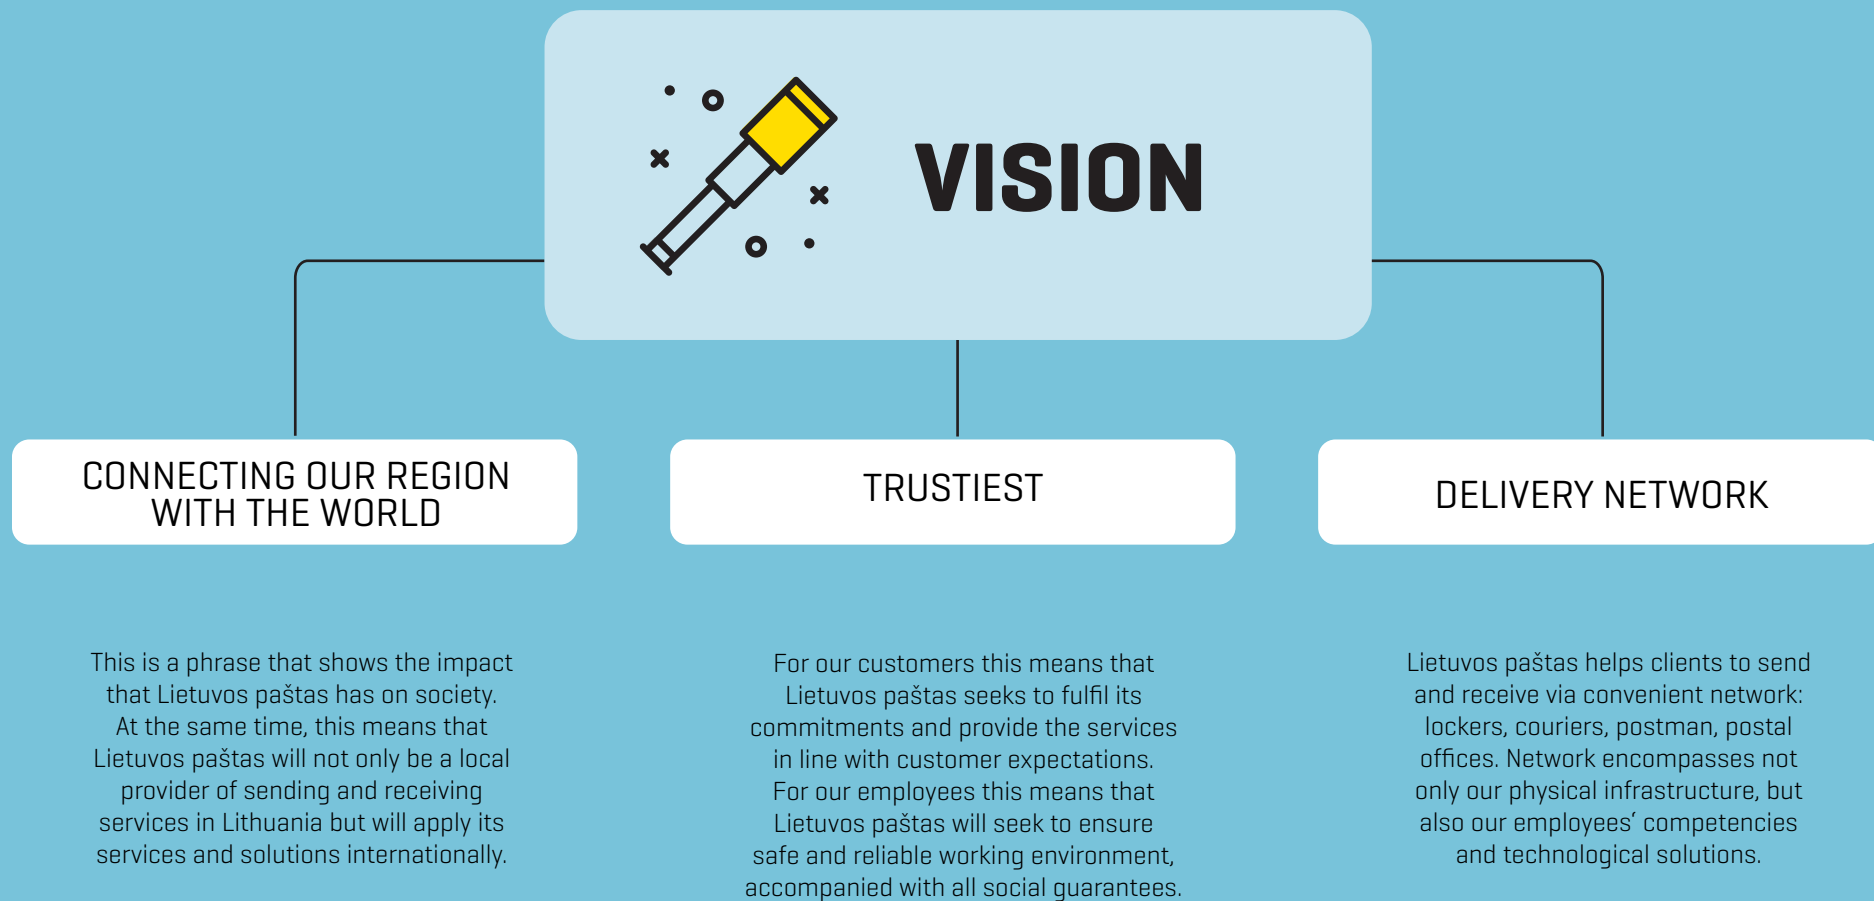 VISION
CONNECTING OUR REGION
WITH THE WORLD
This is a phrase that shows the impact
that Lietuvos paštas has on society.
At the same time, this means that
Lietuvos paštas will not only be a local
provider of sending and receiving
services in Lithuania but will apply its
services and solutions internationally.
TRUSTIEST
For our customers this means that
Lietuvos paštas seeks to fulfil its
commitments and provide the services
in line with customer expectations.
For our employees this means that
Lietuvos paštas will seek to ensure
safe and reliable working environment,
accompanied with all social guarantees.
DELIVERY NETWORK
Lietuvos paštas helps clients to send
and receive via convenient network:
lockers, couriers, postman, postal
offices. Network encompasses not
only our physical infrastructure, but
also our employees’ competencies
and technological solutions.